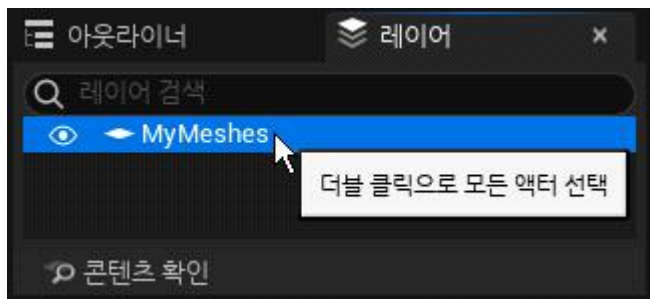 아웃라이너
레이어
레이어 검색
MyMeshes
더블 클릭으로 모든 액터 선택
콘텐츠 확인